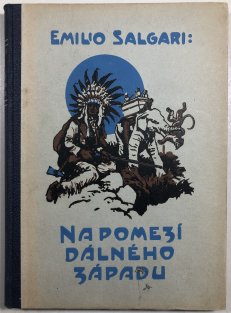 EMILIO SALGARI:
NA POMEZÍ
DÁLNÉHO
ZÁPADU